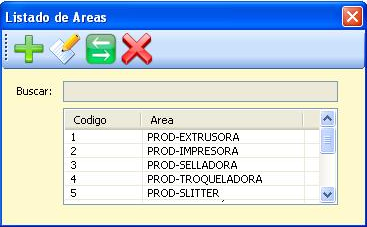 Listado de Areas
Buscar:
Codigo Area
1 PROD-EXTRUSORA
2 PROD-IMPRESORA
3 PROD-SELLADORA
4 PROD-TROQUELADORA
5 PROD-SLITTER